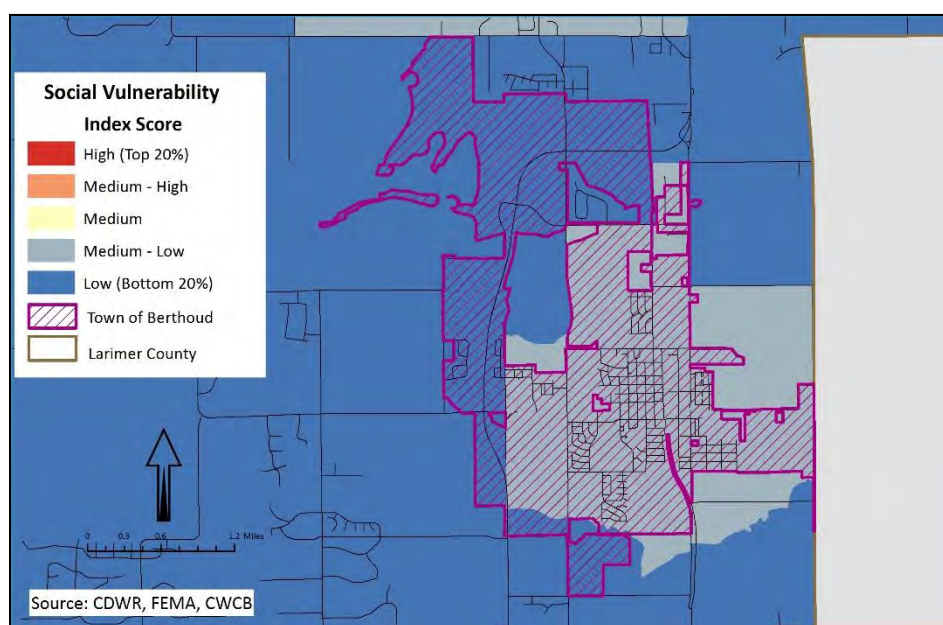 Social Vulnerability
Index Score
High (Top 20%)
Medium - High
Medium
Medium - Low
Low (Bottom 20%)
Town of Berthoud
Larimer County
0 0.3 0.6 1.2 Miles
Source: CDWR, FEMA, CWCB